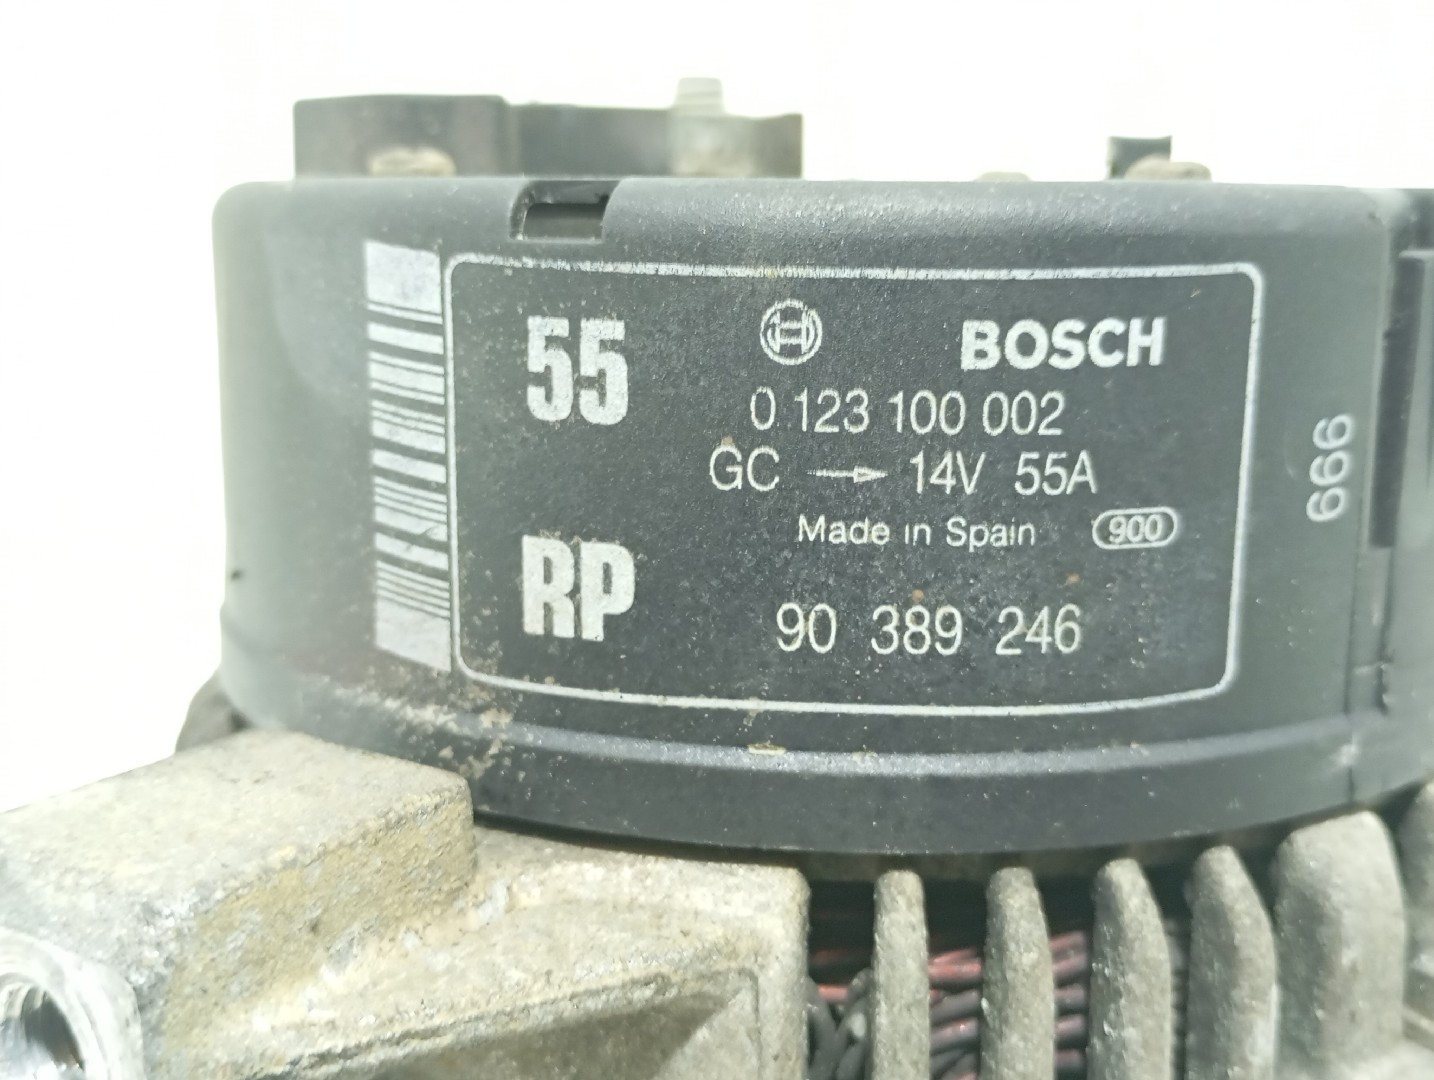 55
BOSCH
0 123 100 002
GC → 14V 55A
Made in Spain 900
RP
90 389 246
666